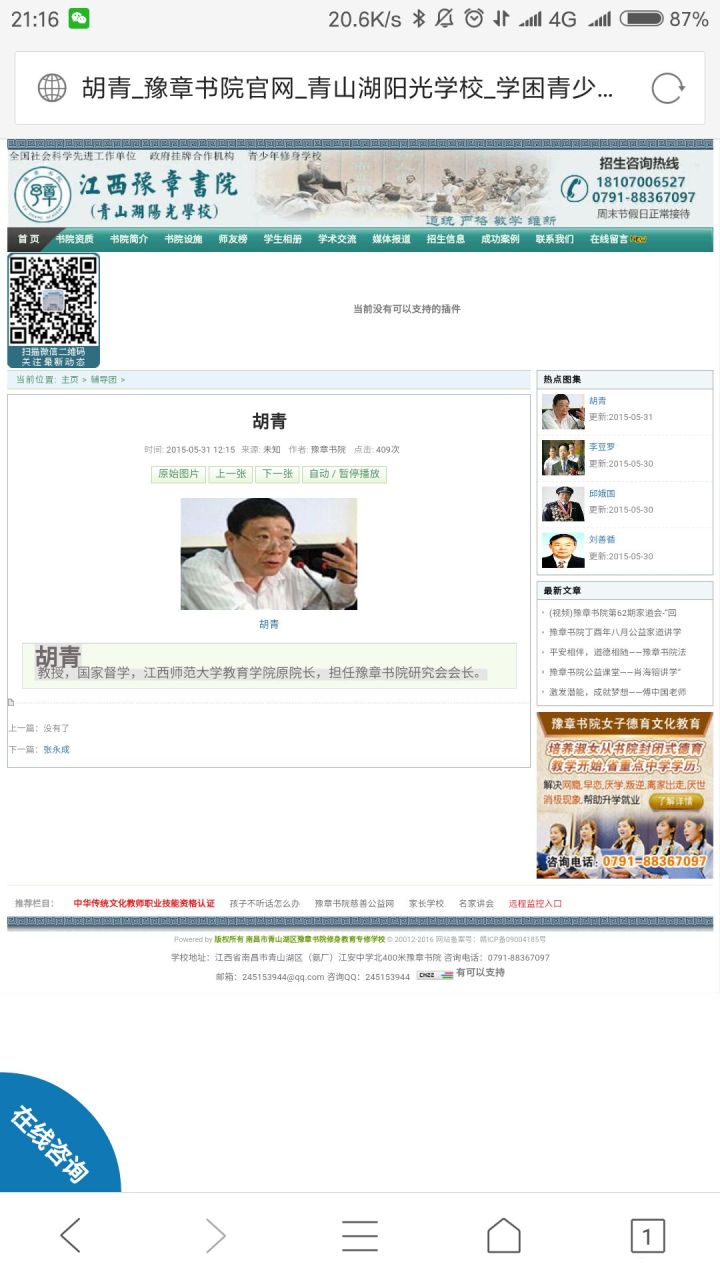 21:16 20.6K/s 4G 87%
胡青_豫章书院官网_青山湖阳光学校_学困青少...
全国社会科学先进工作单位 政府挂牌合作机构 青少年修身学校
江西豫章書院
(青山湖陽光學校)
道统 严格 教学 维新
招生咨询热线
18107006527
0791-88367097
周末节假日正常接待
首 页 书院资质 书院简介 书院设施 师友榜 学生相册 学术交流 媒体报道 招生信息 成功案例 联系我们 在线留言 NEW
扫描微信二维码
关注最新动态
当前没有可以支持的插件
当前位置: 主页 > 辅导团 >
胡青
时间: 2015-05-31 12:15 来源: 未知 作者: 豫章书院 点击: 409次
原始图片 上一张 下一张 自动 / 暂停播放
胡青
胡青
教授，国家督学，江西师范大学教育学院原院长，担任豫章书院研究会会长。
上一篇：没有了
下一篇：张永成
热点图集
胡青
更新:2015-05-31
李豆罗
更新:2015-05-30
邱娥国
更新:2015-05-30
刘善循
更新:2015-05-30
最新文章
(视频)豫章书院第62期家道会-"回
豫章书院丁酉年八月公益家道讲学
平安相伴，道德相随——豫章书院法
豫章书院公益课堂——肖海镕讲学"
激发潜能，成就梦想——傅中国老师
豫章书院女子德育文化教育
培养淑女从书院封闭式德育
教学开始,省重点中学学历.
解决网瘾,早恋,厌学,叛逆,离家出走,厌世
消极现象,帮助升学就业 了解详情
咨询电话: 0791-88367097
推荐栏目: 中华传统文化教师职业技能资格认证 孩子不听话怎么办 豫章书院慈善公益网 家长学校 名家讲会 远程监控入口
Powered by 版权所有 南昌市青山湖区豫章书院修身教育专修学校 © 20012-2016 网站备案号：赣ICP备09004185号
学校地址：江西省南昌市青山湖区（氨厂）江安中学北400米豫章书院 咨询电话：0791-88367097
邮箱：245153944@qq.com 咨询QQ：245153944 CNZZ 有可以支持
在线咨询
1